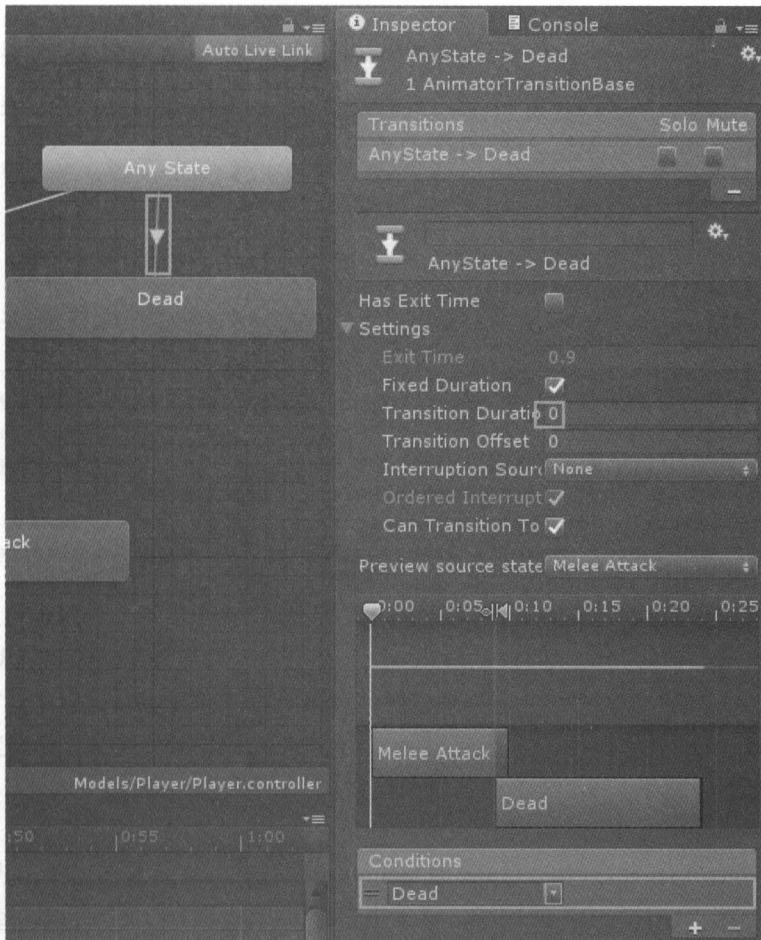 Auto Live Link
Any State
Dead
ack
Models/Player/Player.controller
:50 0:55 1:00
Inspector Console
AnyState -> Dead
1 AnimatorTransitionBase
Transitions Solo Mute
AnyState -> Dead
AnyState -> Dead
Has Exit Time
Settings
Exit Time 0.9
Fixed Duration
Transition Duratio 0
Transition Offset 0
Interruption Sourc None
Ordered Interrupt
Can Transition To
Preview source state Melee Attack
0:00 0:05 0:10 0:15 0:20 0:25
Melee Attack
Dead
Conditions
Dead